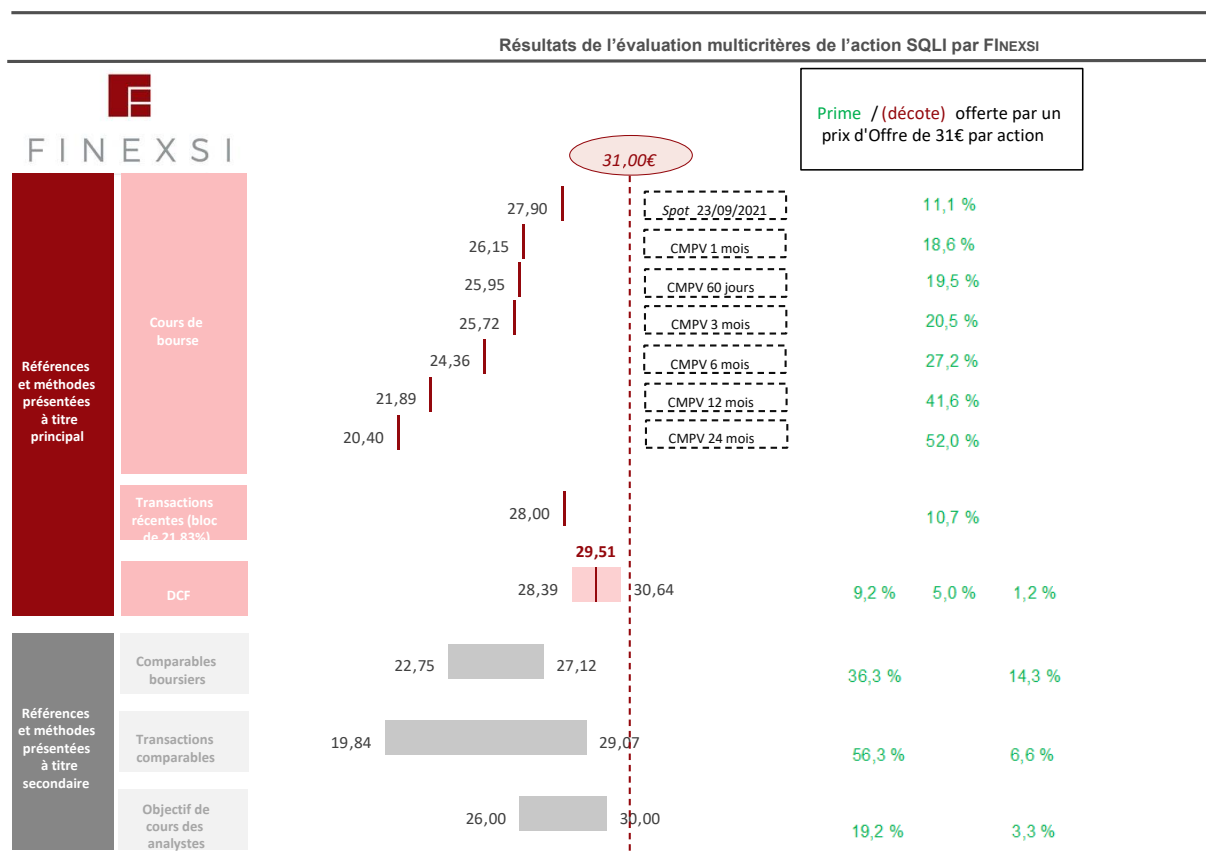 Résultats de l'évaluation multicritères de l'action SQLI par FINEXSI
FINEXSI
Prime / (décote) offerte par un
prix d'Offre de 31€ par action
31,00€
Références
et méthodes
présentées
à titre
principal
Cours de
bourse
27,90 Spot 23/09/2021 11,1 %
26,15 CMPV 1 mois 18,6 %
25,95 CMPV 60 jours 19,5 %
25,72 CMPV 3 mois 20,5 %
24,36 CMPV 6 mois 27,2 %
21,89 CMPV 12 mois 41,6 %
20,40 CMPV 24 mois 52,0 %
Transactions
récentes (bloc
de 21,83%)
28,00 10,7 %
DCF
29,51
28,39 30,64 9,2 % 5,0 % 1,2 %
Références
et méthodes
présentées
à titre
secondaire
Comparables
boursiers
22,75 27,12 36,3 % 14,3 %
Transactions
comparables
19,84 29,07 56,3 % 6,6 %
Objectif de
cours des
analystes
26,00 30,00 19,2 % 3,3 %